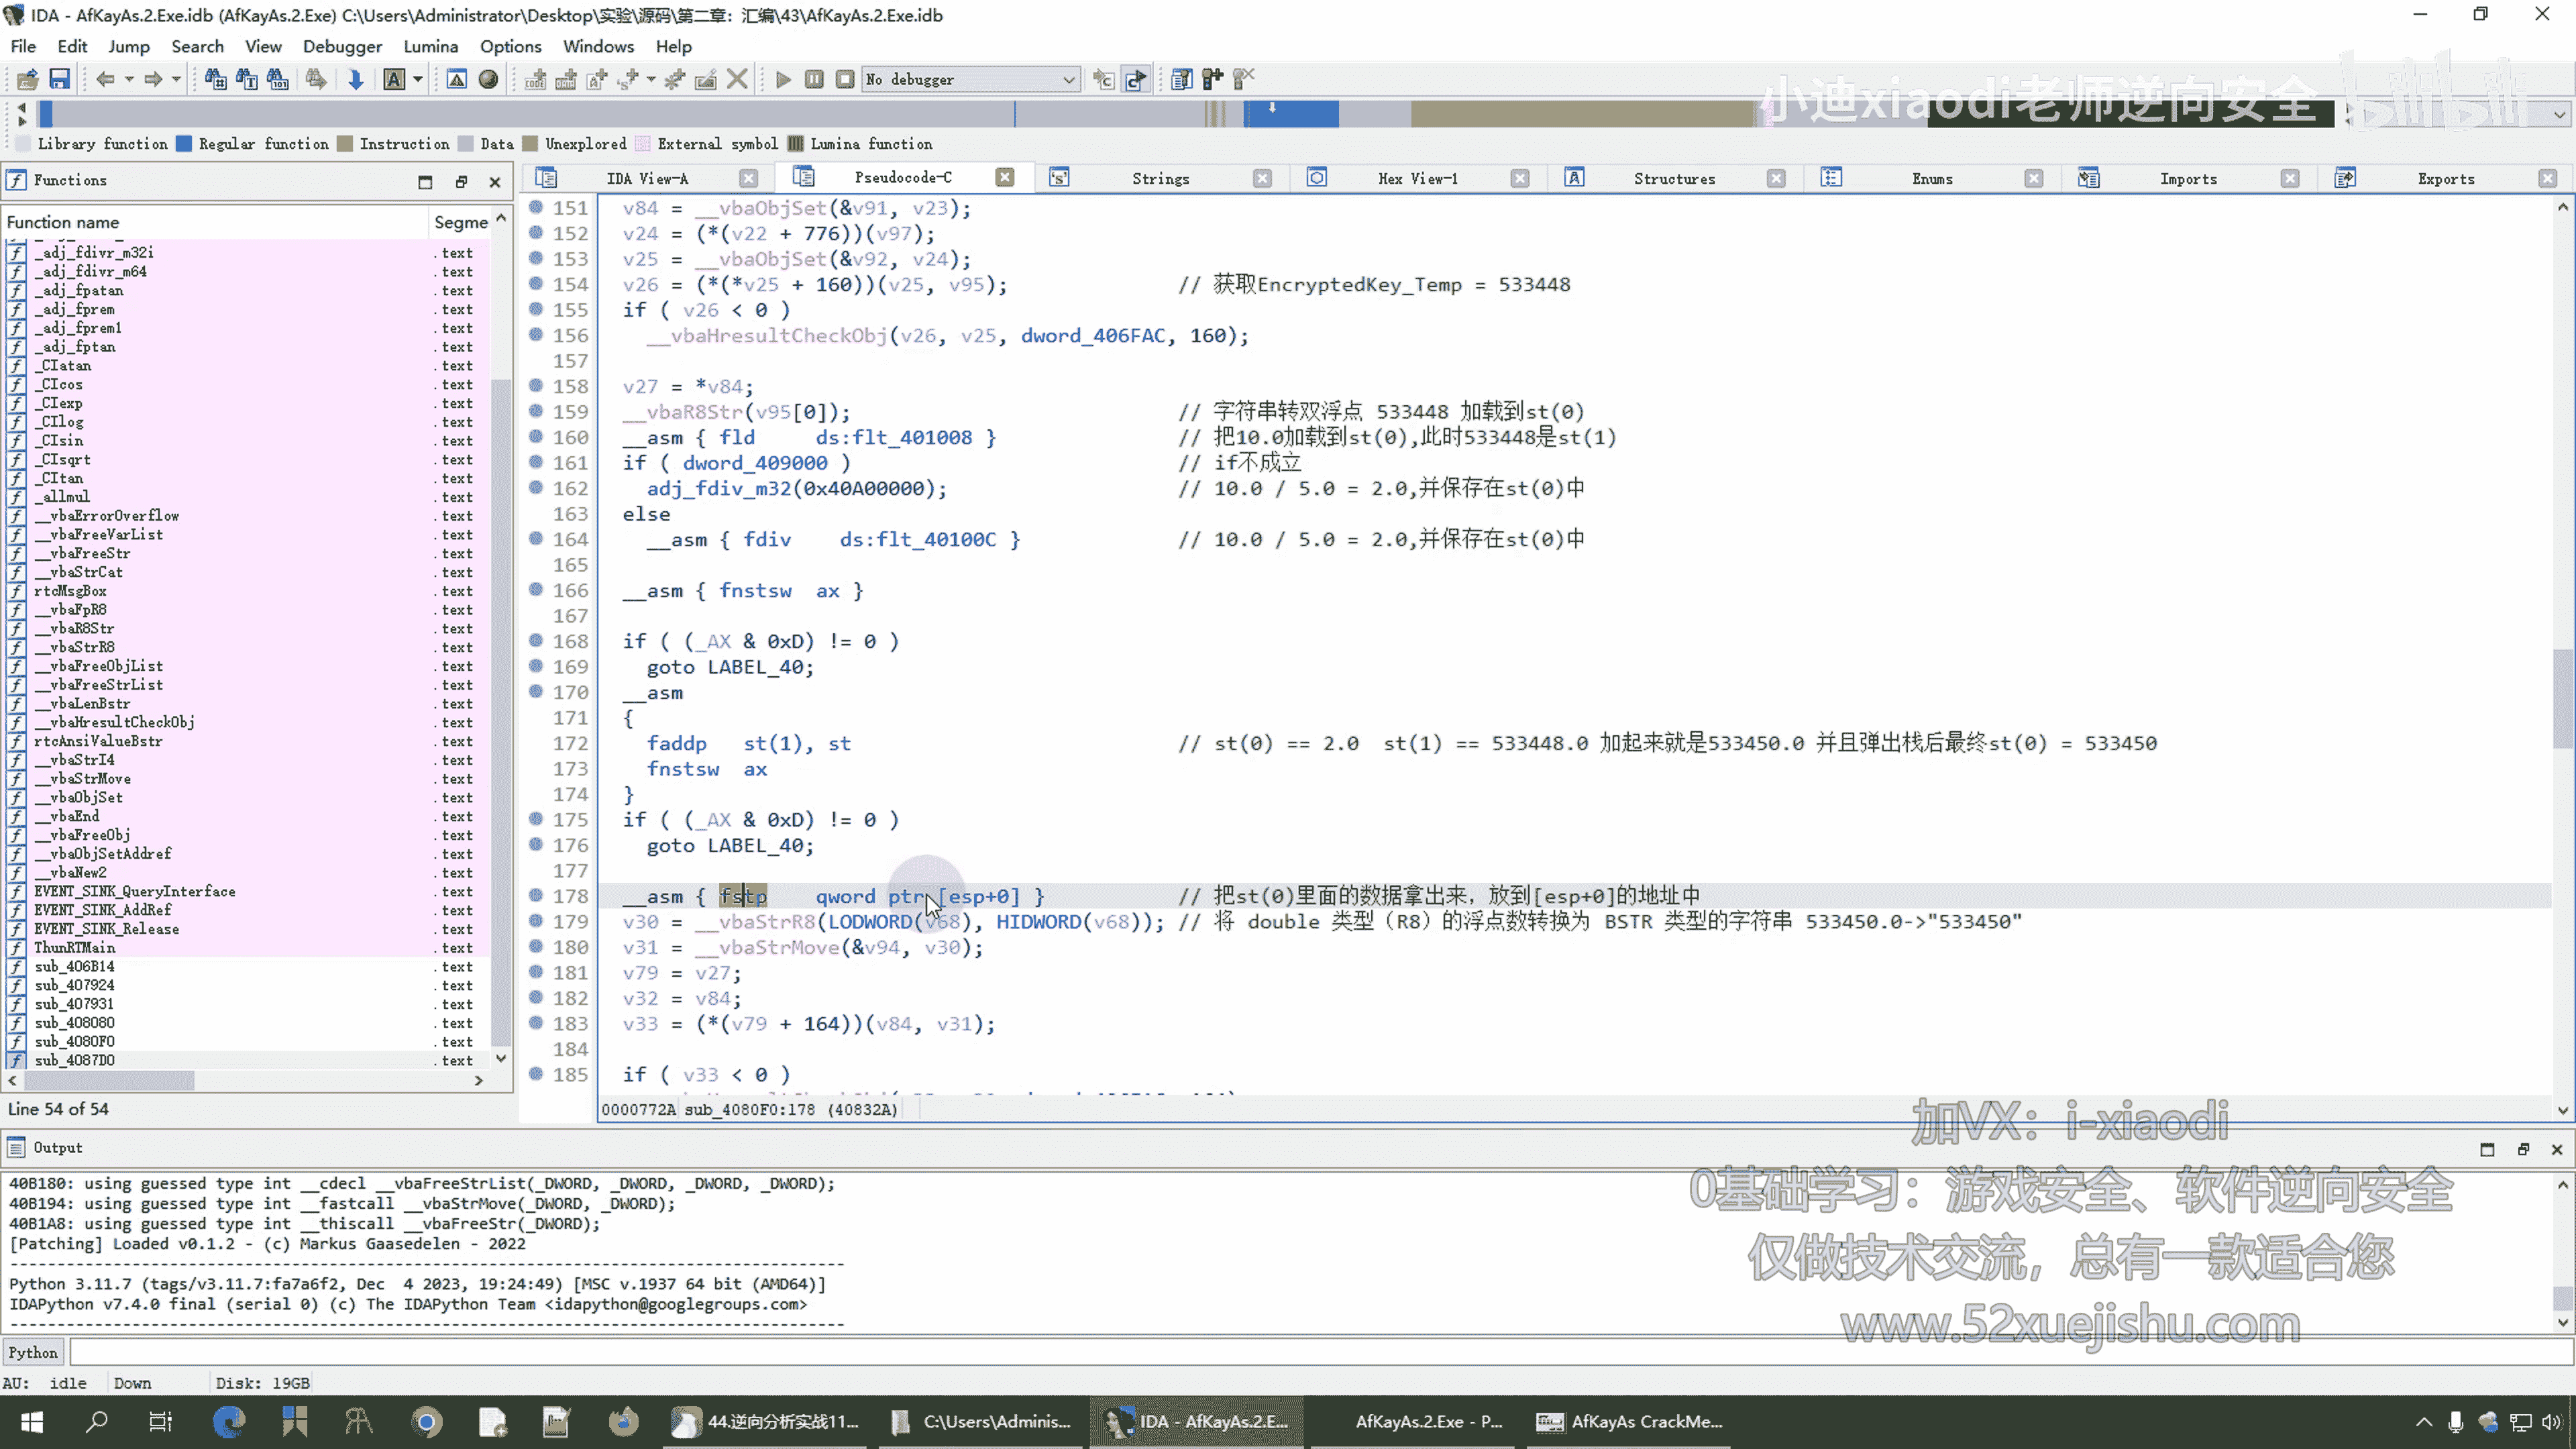 IDA - AfKayAs.2.Exe.idb (AfKayAs.2.Exe) C:\Users\Administrator\Desktop\实验\源码\第二章：汇编\43\AfKayAs.2.Exe.idb
File Edit Jump Search View Debugger Lumina Options Windows Help
No debugger
小迪xiaodi老师逆向安全 bilibili
Library function Regular function Instruction Data Unexplored External symbol Lumina function
Functions
IDA View-A Pseudocode-C Strings Hex View-1 Structures Enums Imports Exports
Function name Segme
_adj_fdivr_m32i .text
_adj_fdivr_m64 .text
_adj_fpatan .text
_adj_fprem .text
_adj_fprem1 .text
_adj_fptan .text
_CIatan .text
_CIcos .text
_CIexp .text
_CIlog .text
_CIsin .text
_CIsqrt .text
_CItan .text
_allmul .text
__vbaErrorOverflow .text
__vbaFreeVarList .text
__vbaFreeStr .text
__vbaStrCat .text
rtcMsgBox .text
__vbaFpR8 .text
__vbaR8Str .text
__vbaStrR8 .text
__vbaFreeObjList .text
__vbaFreeStrList .text
__vbaLenBstr .text
__vbaHresultCheckObj .text
rtcAnsiValueBstr .text
__vbaStrI4 .text
__vbaStrMove .text
__vbaObjSet .text
__vbaEnd .text
__vbaFreeObj .text
__vbaObjSetAddref .text
__vbaNew2 .text
EVENT_SINK_QueryInterface .text
EVENT_SINK_AddRef .text
EVENT_SINK_Release .text
ThunRTMain .text
sub_406B14 .text
sub_407924 .text
sub_407931 .text
sub_408080 .text
sub_4080F0 .text
sub_4087D0 .text
Line 54 of 54
151 v84 = __vbaObjSet(&v91, v23);
152 v24 = (*(v22 + 776))(v97);
153 v25 = __vbaObjSet(&v92, v24);
154 v26 = (*(*v25 + 160))(v25, v95); // 获取EncryptedKey_Temp = 533448
155 if ( v26 < 0 )
156 __vbaHresultCheckObj(v26, v25, dword_406FAC, 160);
157
158 v27 = *v84;
159 __vbaR8Str(v95[0]); // 字符串转双浮点 533448 加载到st(0)
160 __asm { fld ds:flt_401008 } // 把10.0加载到st(0),此时533448是st(1)
161 if ( dword_409000 ) // if不成立
162 adj_fdiv_m32(0x40A00000); // 10.0 / 5.0 = 2.0,并保存在st(0)中
163 else
164 __asm { fdiv ds:flt_40100C } // 10.0 / 5.0 = 2.0,并保存在st(0)中
165
166 __asm { fnstsw ax }
167
168 if ( (_AX & 0xD) != 0 )
169 goto LABEL_40;
170 __asm
171 {
172 faddp st(1), st // st(0) == 2.0 st(1) == 533448.0 加起来就是533450.0 并且弹出栈后最终st(0) = 533450
173 fnstsw ax
174 }
175 if ( (_AX & 0xD) != 0 )
176 goto LABEL_40;
177
178 __asm { fstp qword ptr [esp+0] } // 把st(0)里面的数据拿出来，放到[esp+0]的地址中
179 v30 = __vbaStrR8(LODWORD(v68), HIDWORD(v68)); // 将 double 类型（R8）的浮点数转换为 BSTR 类型的字符串 533450.0->"533450"
180 v31 = __vbaStrMove(&v94, v30);
181 v79 = v27;
182 v32 = v84;
183 v33 = (*(v79 + 164))(v84, v31);
184
185 if ( v33 < 0 )
0000772A sub_4080F0:178 (40832A)
Output
40B180: using guessed type int __cdecl __vbaFreeStrList(_DWORD, _DWORD, _DWORD, _DWORD);
40B194: using guessed type int __fastcall __vbaStrMove(_DWORD, _DWORD);
40B1A8: using guessed type int __thiscall __vbaFreeStr(_DWORD);
[Patching] Loaded v0.1.2 - (c) Markus Gaasedelen - 2022
Python 3.11.7 (tags/v3.11.7:fa7a6f2, Dec 4 2023, 19:24:49) [MSC v.1937 64 bit (AMD64)]
IDAPython v7.4.0 final (serial 0) (c) The IDAPython Team <idapython@googlegroups.com>
加VX：i-xiaodi
0基础学习：游戏安全、软件逆向安全
仅做技术交流，总有一款适合您
www.52xuejishu.com
Python
AU: idle Down Disk: 19GB
44.逆向分析实战11... C:\Users\Adminis... IDA - AfKayAs.2.E... AfKayAs.2.Exe - P... AfKayAs CrackMe...